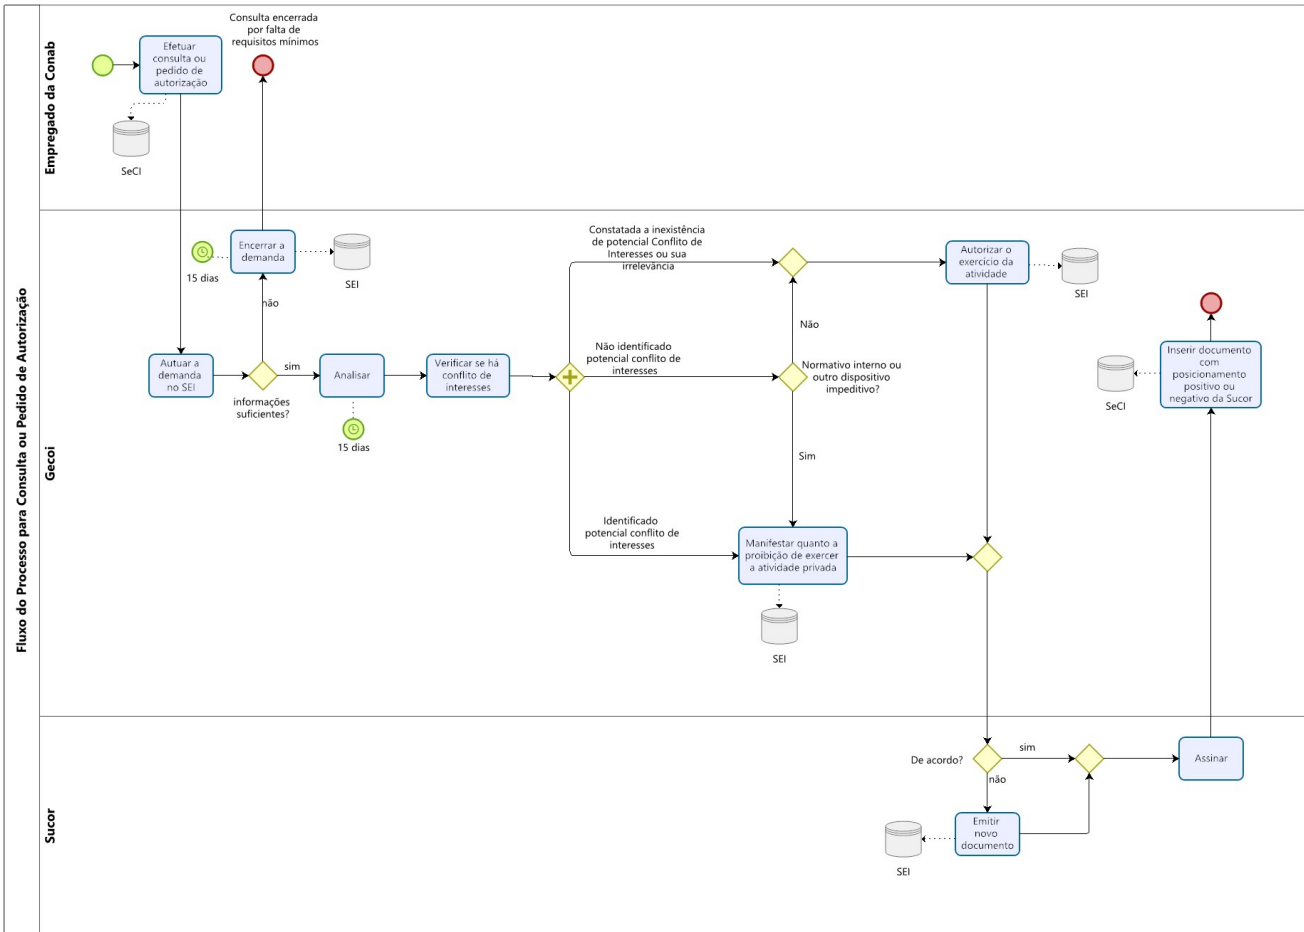 Fluxo do Processo para Consulta ou Pedido de Autorização
Empregado da Conab
Efetuar
consulta ou
pedido de
autorização
SeCI
Consulta encerrada
por falta de
requisitos mínimos
Gecoi
Encerrar a
demanda
15 dias
SEI
não
Autuar a
demanda
no SEI
informações
suficientes?
sim
Analisar
15 dias
Verificar se há
conflito de
interesses
Constatada a inexistência
de potencial Conflito de
Interesses ou sua
irrelevância
Não identificado
potencial conflito de
interesses
Identificado
potencial conflito de
interesses
Não
Normativo interno ou
outro dispositivo
impeditivo?
Sim
Manifestar quanto a
proibição de exercer
a atividade privada
SEI
Autorizar o
exercício da
atividade
SEI
Inserir documento
com
posicionamento
positivo ou
negativo da Sucor
SeCI
Sucor
De acordo?
sim
não
Emitir
novo
documento
SEI
Assinar